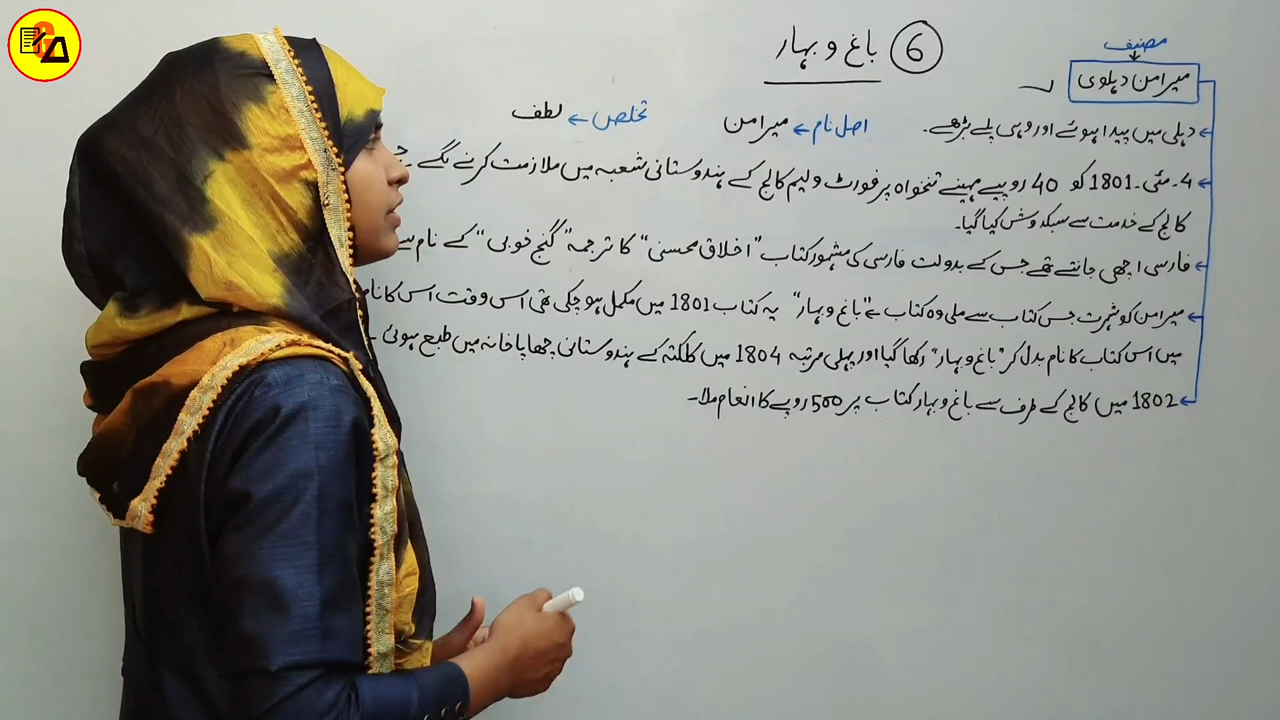 6 باغ و بہار
مصنف
میر امن دہلوی
دہلی میں پیدا ہوئے اور وہی پلے بڑھے۔ اصل نام ← میر امن تخلص ← لطف
4۔ مئی۔ 1801 کو 40 روپیے مہینے تنخواہ پر فورٹ ولیم کالج کے ہندوستانی شعبہ میں ملازمت کرنے لگے۔
کالج کے خدمت سے سبکدوش کیا گیا۔
فارسی اچھی جانتے تھے جس کے بدولت فارسی کی مشہور کتاب "اخلاق محسنی" کا ترجمہ "گنج خوبی" کے نام سے
میر امن کو شہرت جس کتاب سے ملی وہ کتاب ← "باغ و بہار" یہ کتاب 1801 میں مکمل ہو چکی تھی اس وقت اس کا نام
میں اس کتاب کا نام بدل کر "باغ و بہار" رکھا گیا اور پہلی مرتبہ 1804 میں کلکتہ کے ہندوستانی چھاپا خانہ میں طبع ہوئی۔
1802 میں کالج کے طرف سے باغ و بہار کتاب پر 500 روپے کا انعام ملا۔